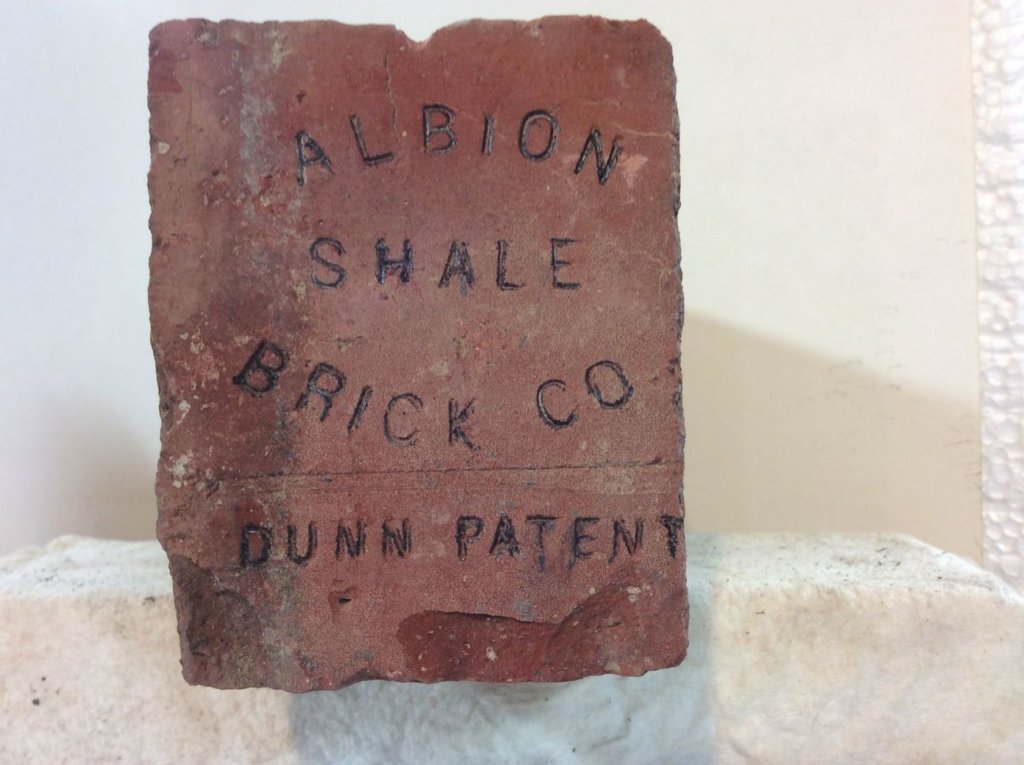 ALBION
SHALE
BRICK CO
DUNN PATENT